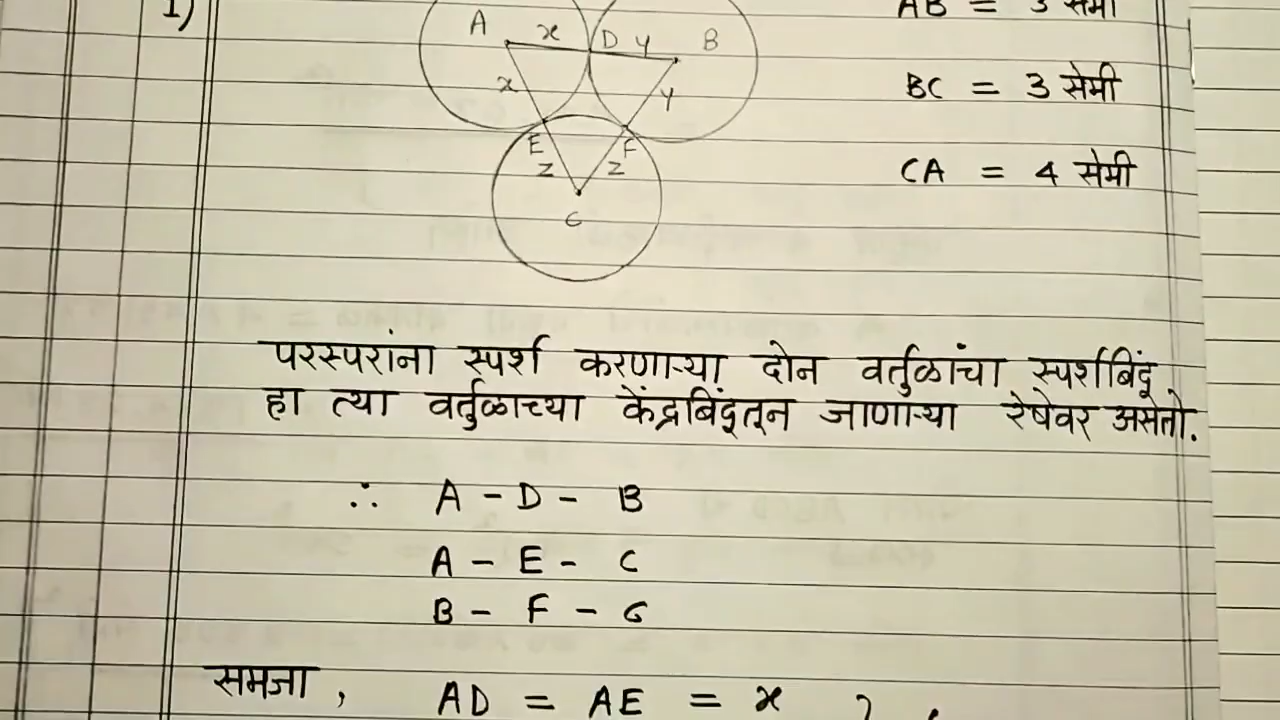 1)
A x D y B
AB = 3 सेमी
x y
BC = 3 सेमी
E F
z z
CA = 4 सेमी
C
परस्परांना स्पर्श करणाऱ्या दोन वर्तुळांचा स्पर्शबिंदू
हा त्या वर्तुळाच्या केंद्रबिंदूतून जाणाऱ्या रेषेवर असेतो.
∴ A - D - B
A - E - C
B - F - C
समजा, AD = AE = x